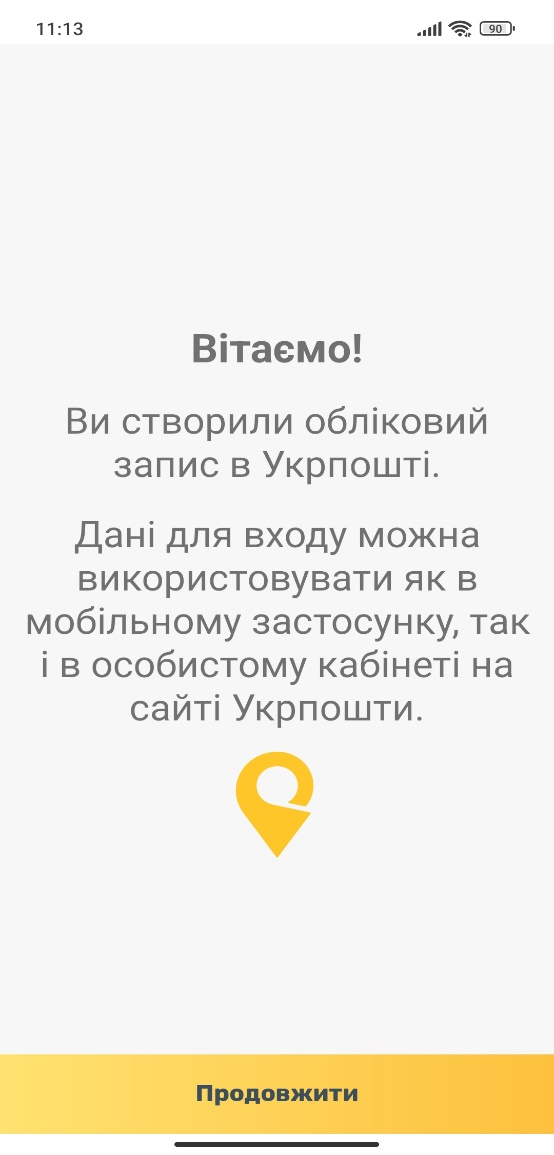 11:13
90
Вітаємо!
Ви створили обліковий
запис в Укрпошті.
Дані для входу можна
використовувати як в
мобільному застосунку, так
і в особистому кабінеті на
сайті Укрпошти.
Продовжити